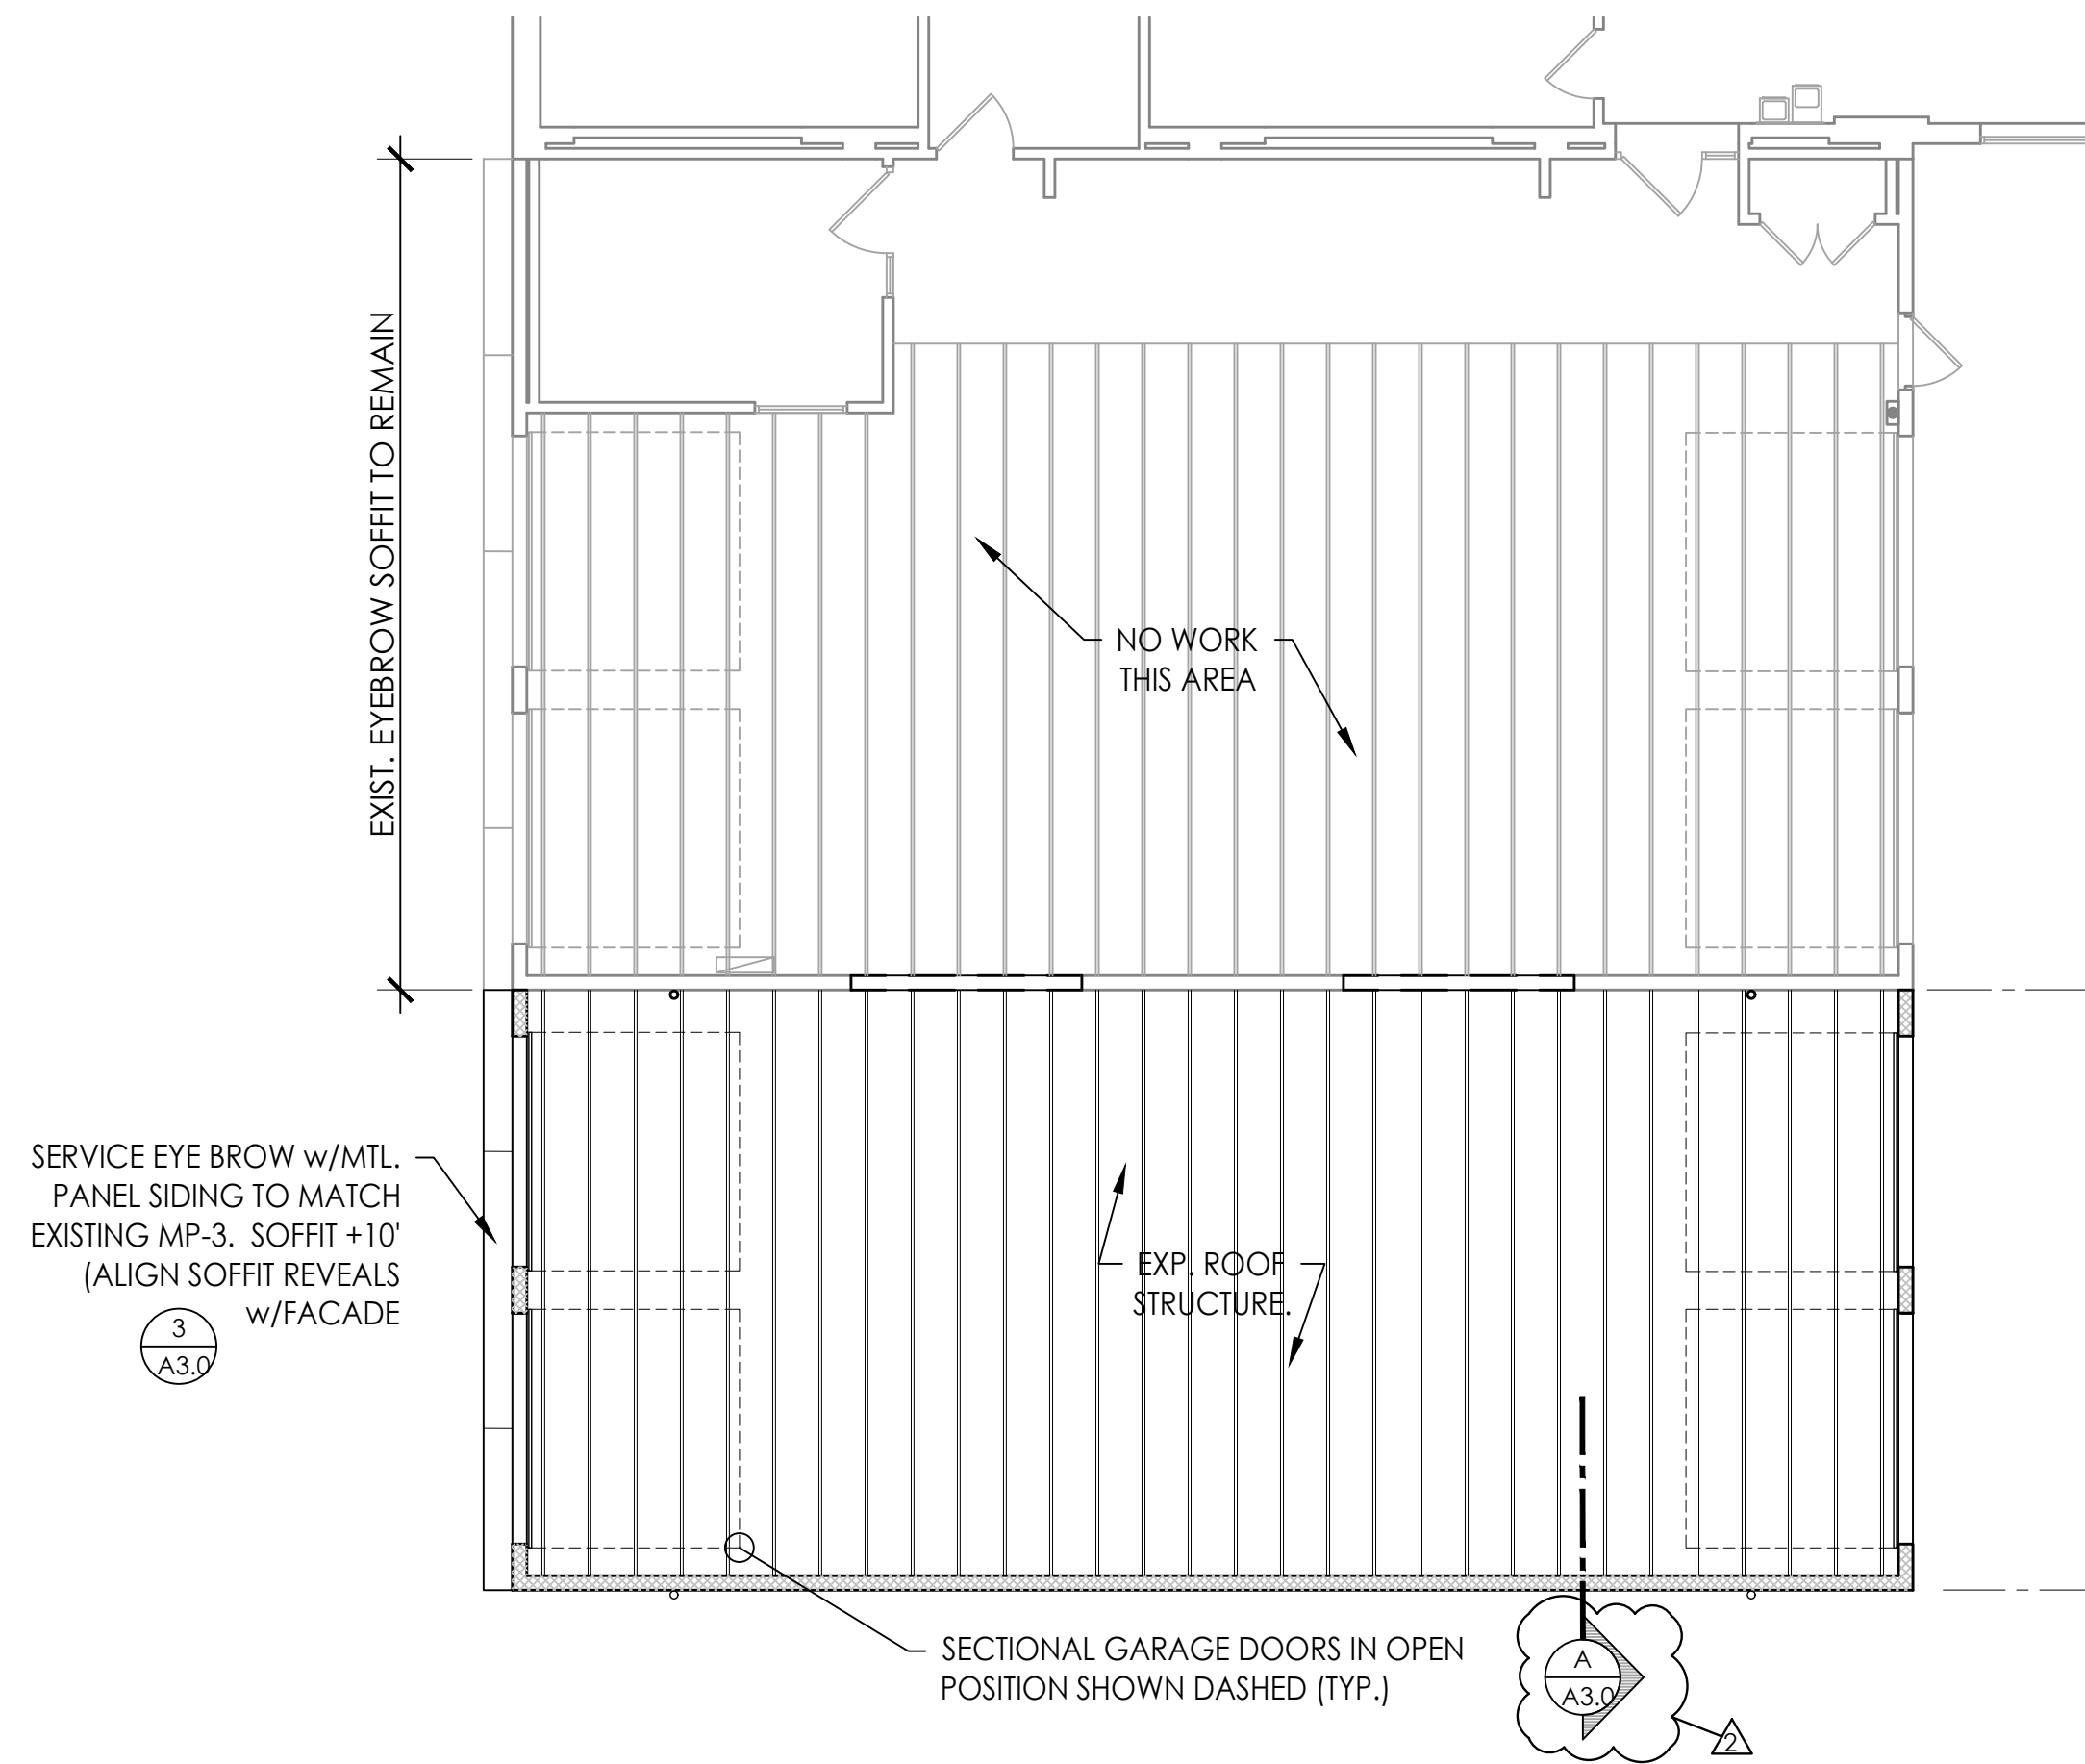 EXIST. EYEBROW SOFFIT TO REMAIN
NO WORK
THIS AREA
SERVICE EYE BROW w/MTL.
PANEL SIDING TO MATCH
EXISTING MP-3. SOFFIT +10'
(ALIGN SOFFIT REVEALS
w/FACADE
3
A3.0
EXP. ROOF
STRUCTURE.
SECTIONAL GARAGE DOORS IN OPEN
POSITION SHOWN DASHED (TYP.)
A
A3.0
2